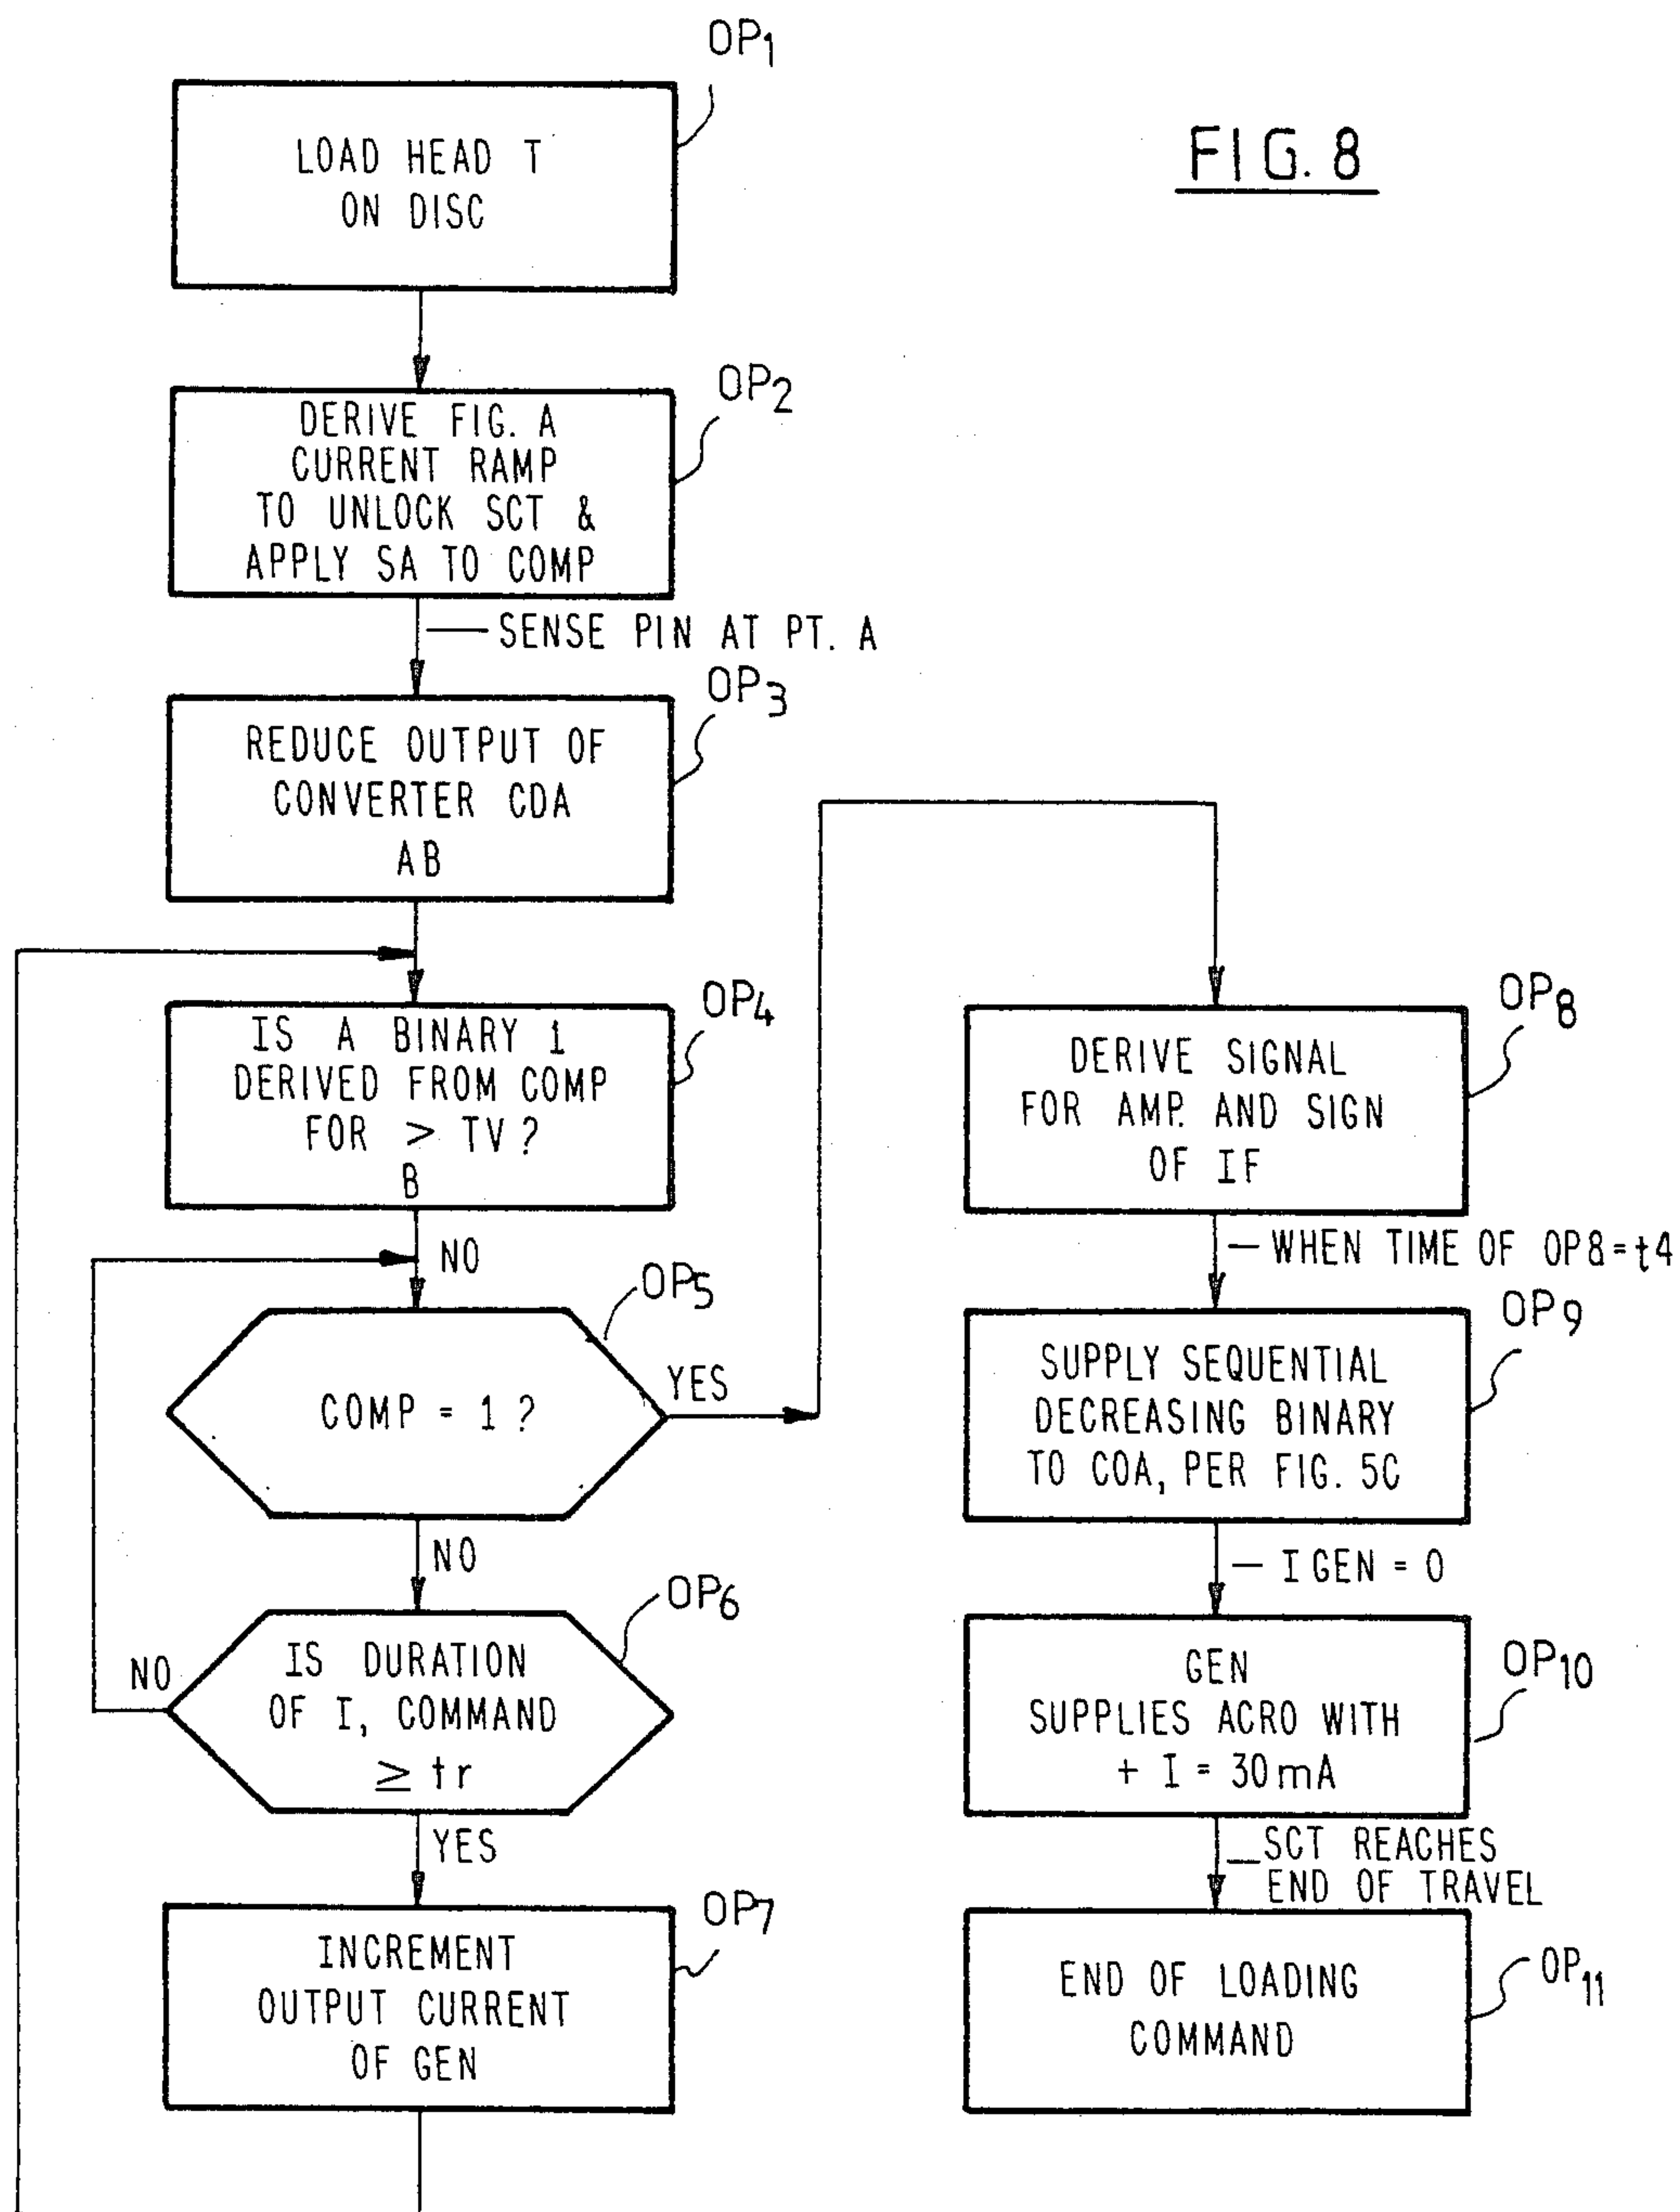 FIG. 8
OP1
LOAD HEAD T
ON DISC
OP2
DERIVE FIG. A
CURRENT RAMP
TO UNLOCK SCT &
APPLY SA TO COMP
— SENSE PIN AT PT. A
OP3
REDUCE OUTPUT OF
CONVERTER CDA
AB
OP4
IS A BINARY 1
DERIVED FROM COMP
FOR > TV?
B
NO
OP5
COMP = 1 ?
YES
NO
OP6
IS DURATION
OF I, COMMAND
≥ tr
NO
YES
OP7
INCREMENT
OUTPUT CURRENT
OF GEN
OP8
DERIVE SIGNAL
FOR AMP. AND SIGN
OF IF
— WHEN TIME OF OP8=t4
OP9
SUPPLY SEQUENTIAL
DECREASING BINARY
TO COA, PER FIG. 5C
— I GEN = 0
OP10
GEN
SUPPLIES ACRO WITH
+ I = 30mA
— SCT REACHES
END OF TRAVEL
OP11
END OF LOADING
COMMAND